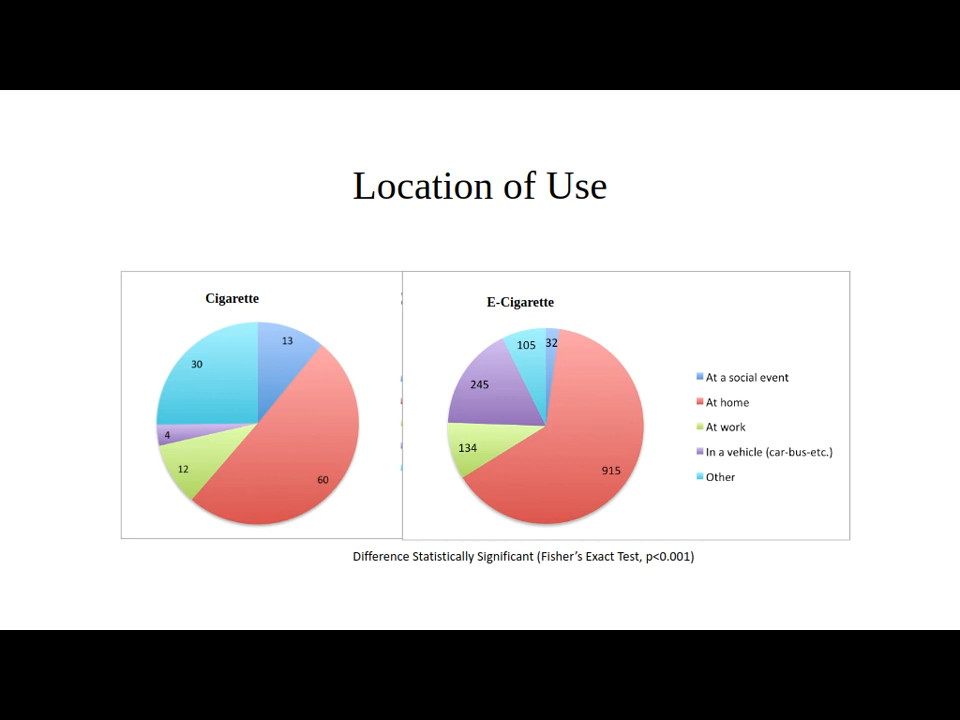 Location of Use
Cigarette
13
30
4
12
60
E-Cigarette
105
32
245
134
915
At a social event
At home
At work
In a vehicle (car-bus-etc.)
Other
Difference Statistically Significant (Fisher's Exact Test, p<0.001)